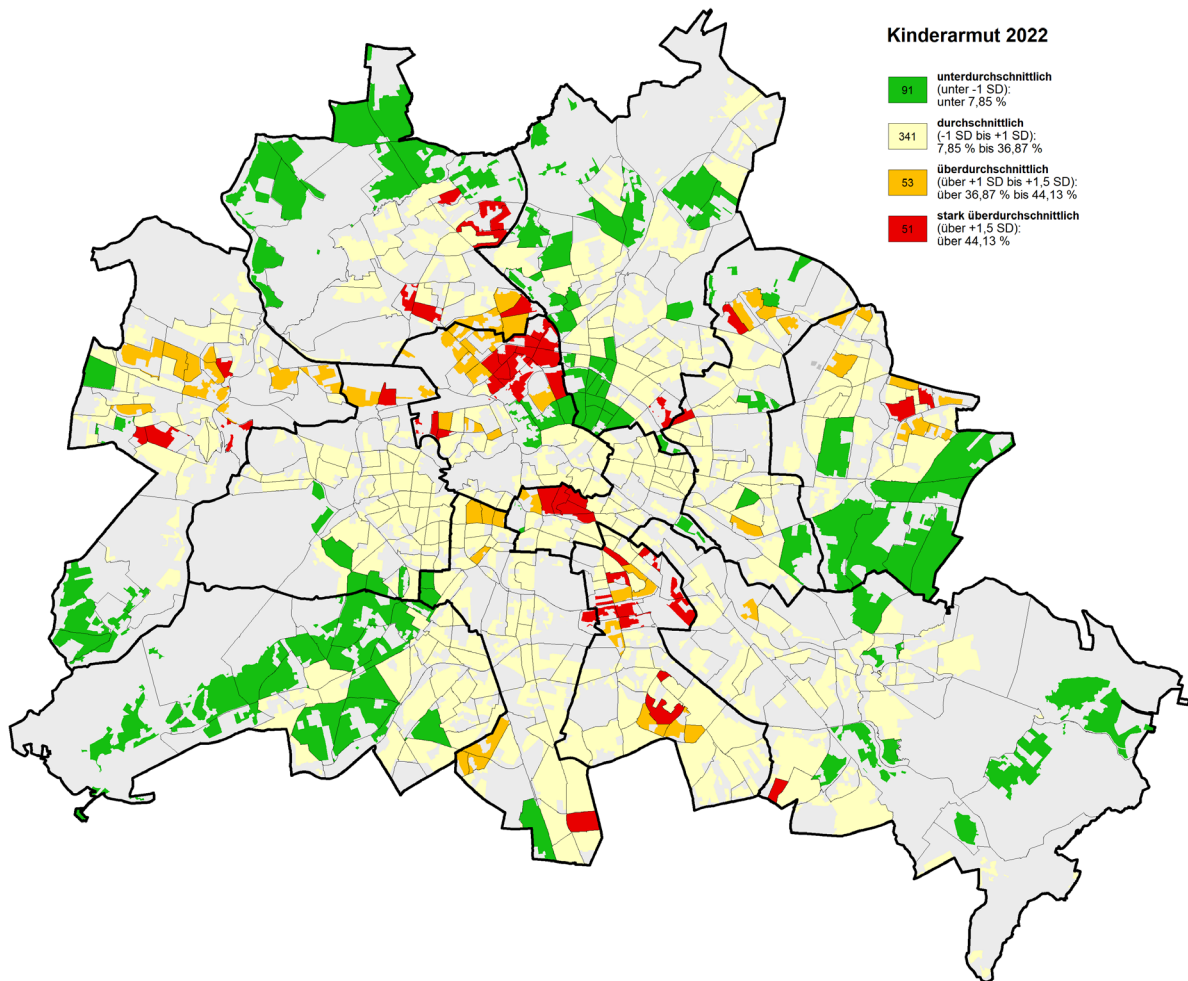 Kinderarmut 2022
91
unterdurchschnittlich
(unter -1 SD):
unter 7,85 %
341
durchschnittlich
(-1 SD bis +1 SD):
7,85 % bis 36,87 %
53
überdurchschnittlich
(über +1 SD bis +1,5 SD):
über 36,87 % bis 44,13 %
51
stark überdurchschnittlich
(über +1,5 SD):
über 44,13 %